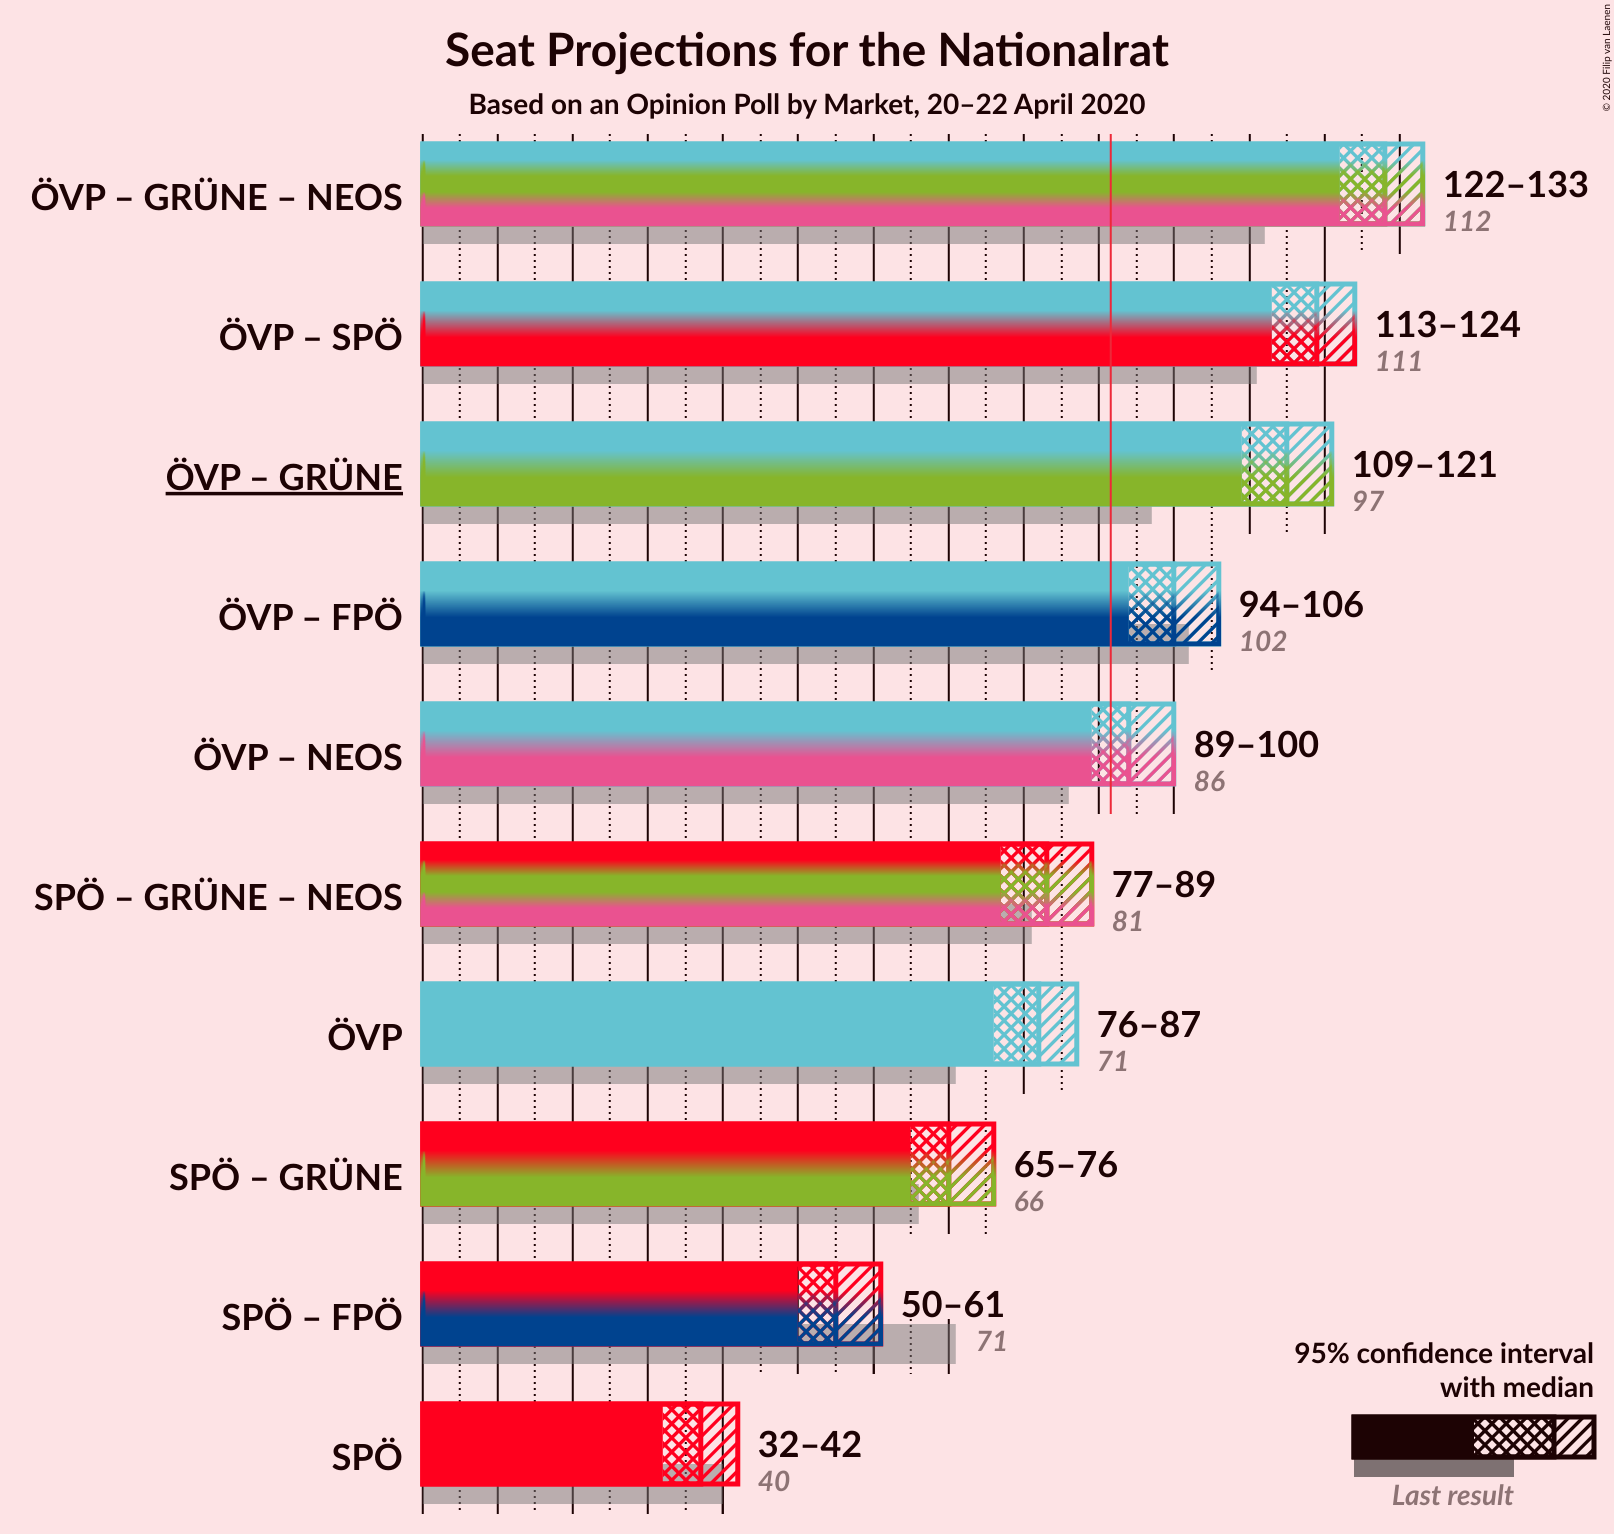 Seat Projections for the Nationalrat
Based on an Opinion Poll by Market, 20–22 April 2020
© 2020 Filip van Laenen
ÖVP – GRÜNE – NEOS
122–133
112
ÖVP – SPÖ
113–124
111
ÖVP – GRÜNE
109–121
97
ÖVP – FPÖ
94–106
102
ÖVP – NEOS
89–100
86
SPÖ – GRÜNE – NEOS
77–89
81
ÖVP
76–87
71
SPÖ – GRÜNE
65–76
66
SPÖ – FPÖ
50–61
71
SPÖ
32–42
40
95% confidence interval
with median
Last result